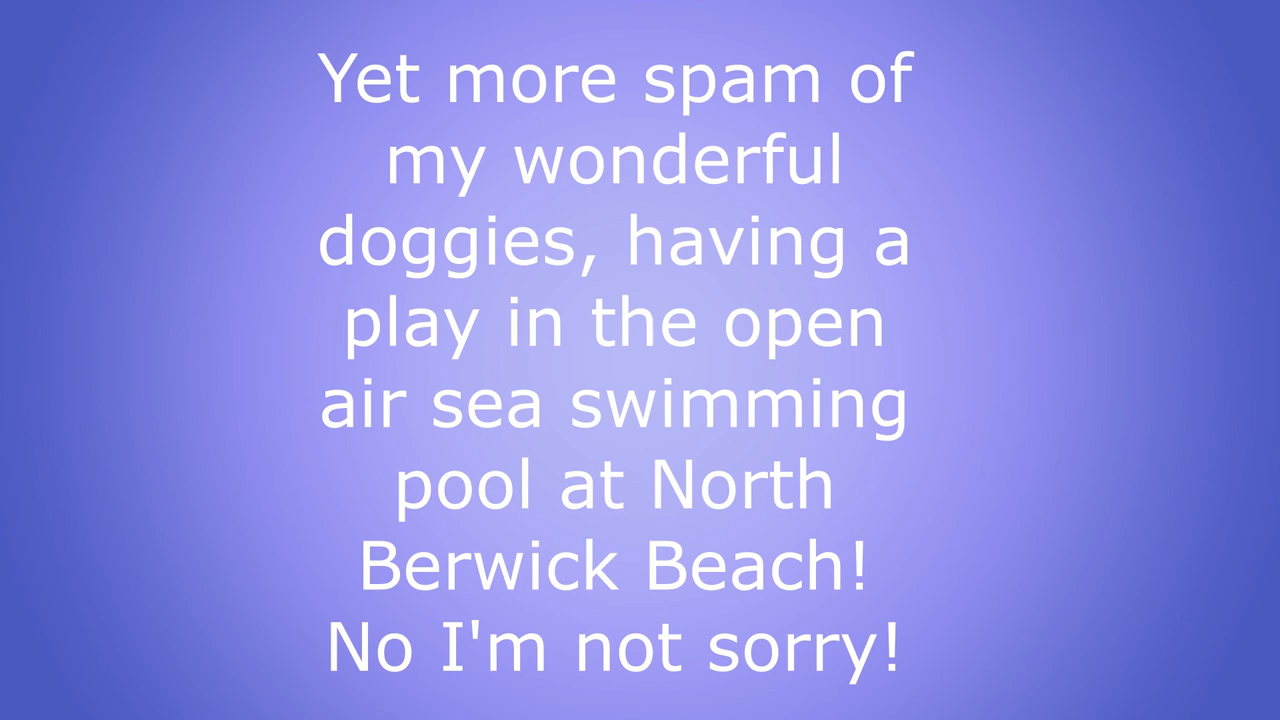 Yet more spam of
my wonderful
doggies, having a
play in the open
air sea swimming
pool at North
Berwick Beach!
No I'm not sorry!